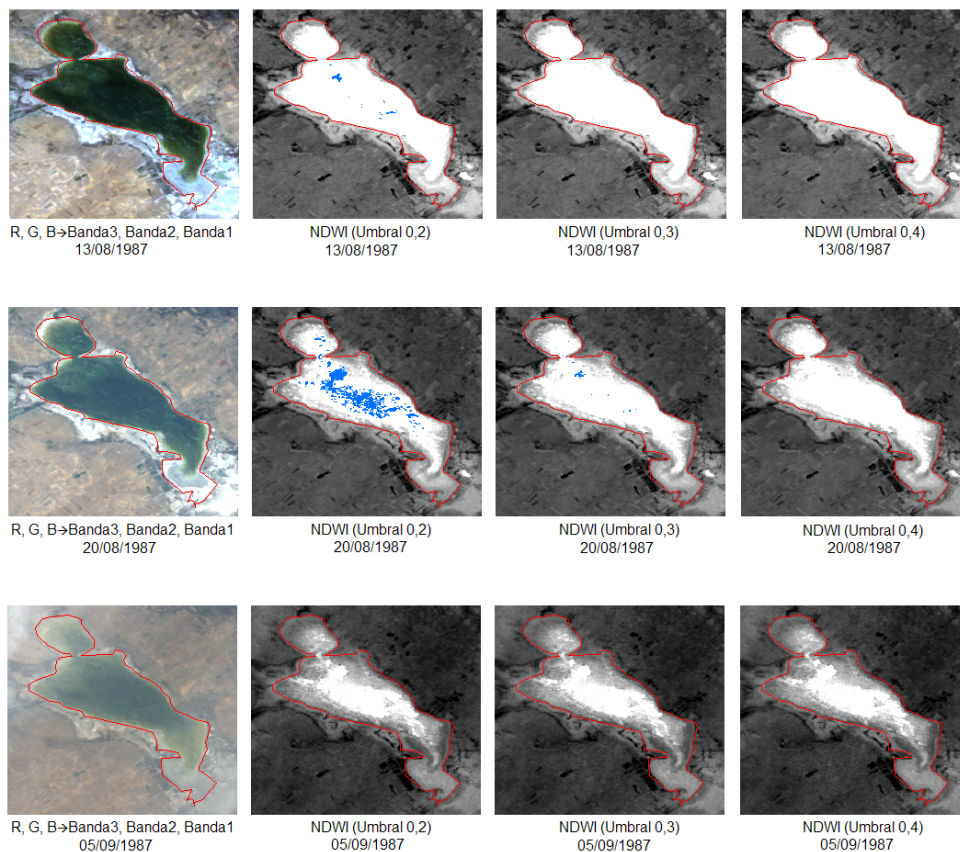 R, G, B→Banda3, Banda2, Banda1
13/08/1987
NDWI (Umbral 0,2)
13/08/1987
NDWI (Umbral 0,3)
13/08/1987
NDWI (Umbral 0,4)
13/08/1987
R, G, B→Banda3, Banda2, Banda1
20/08/1987
NDWI (Umbral 0,2)
20/08/1987
NDWI (Umbral 0,3)
20/08/1987
NDWI (Umbral 0,4)
20/08/1987
R, G, B→Banda3, Banda2, Banda1
05/09/1987
NDWI (Umbral 0,2)
05/09/1987
NDWI (Umbral 0,3)
05/09/1987
NDWI (Umbral 0,4)
05/09/1987